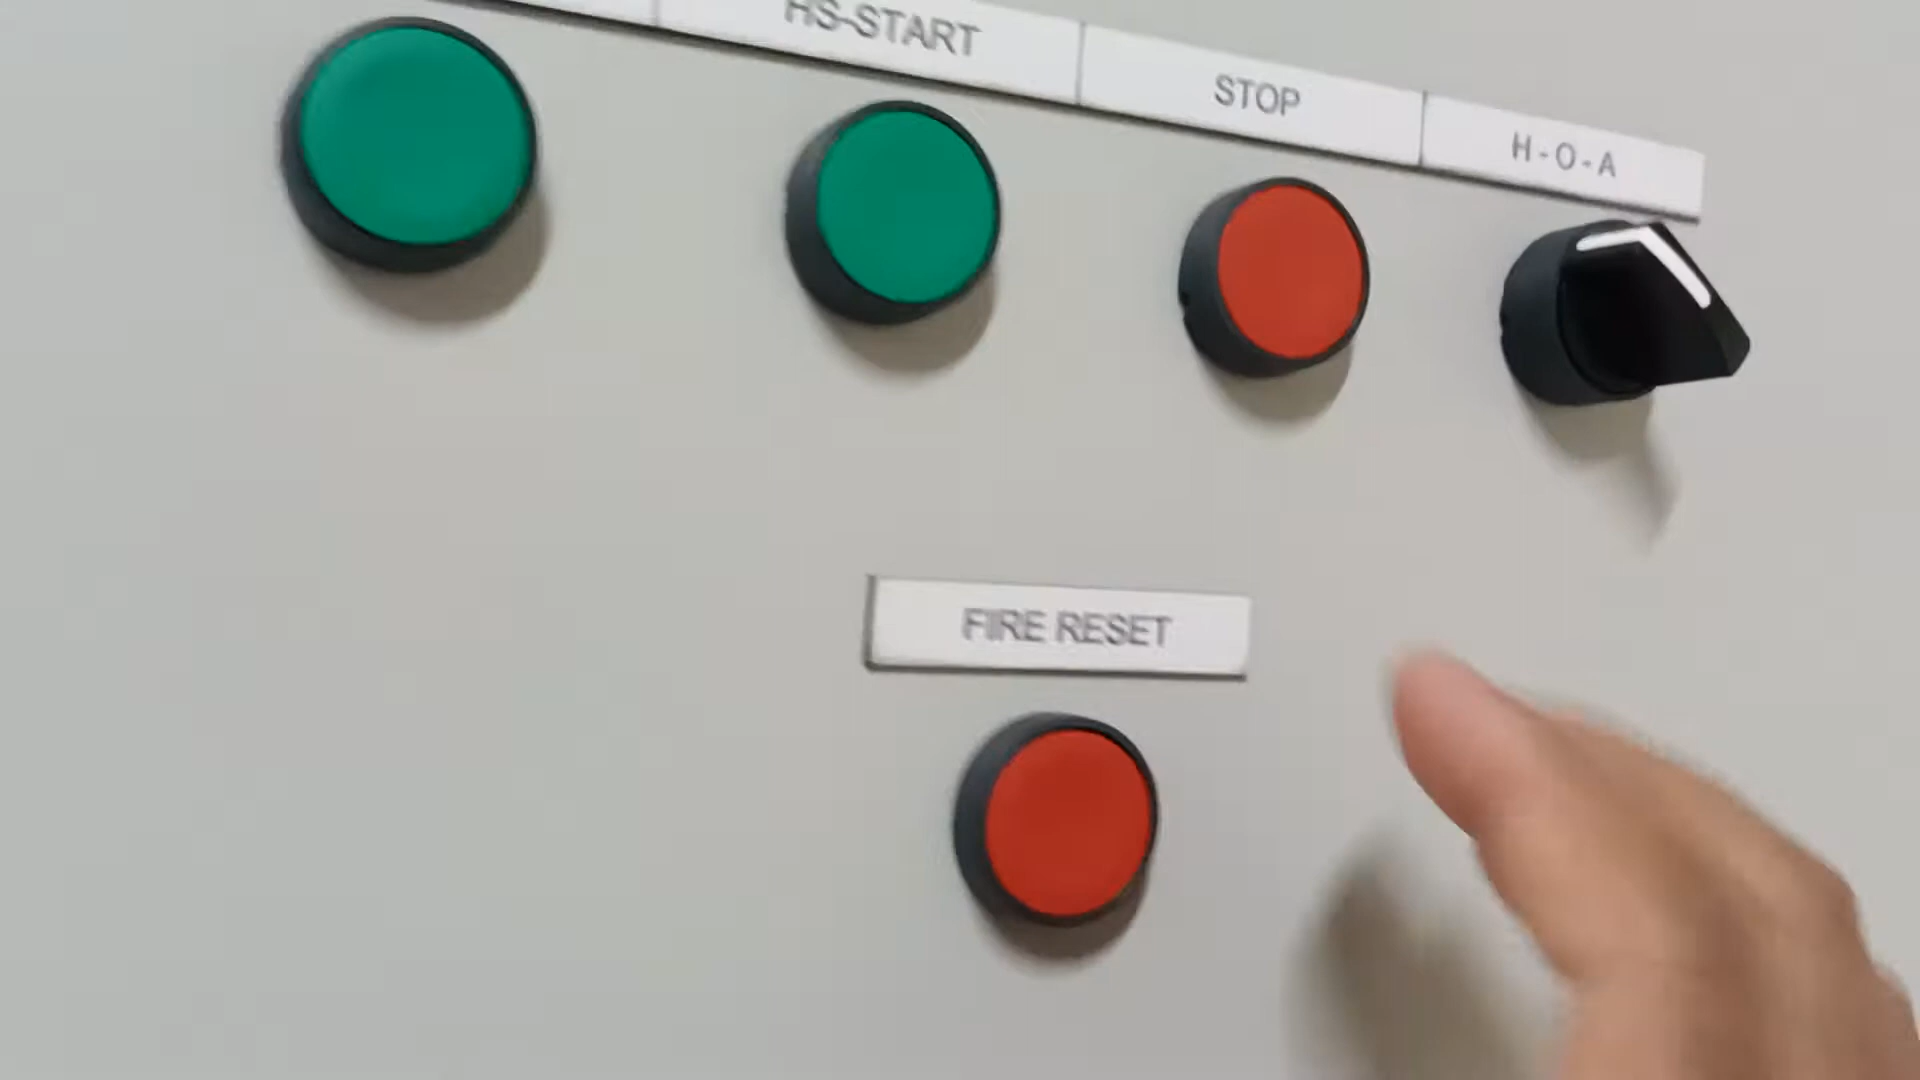 HS-START
STOP
H - O - A
FIRE RESET